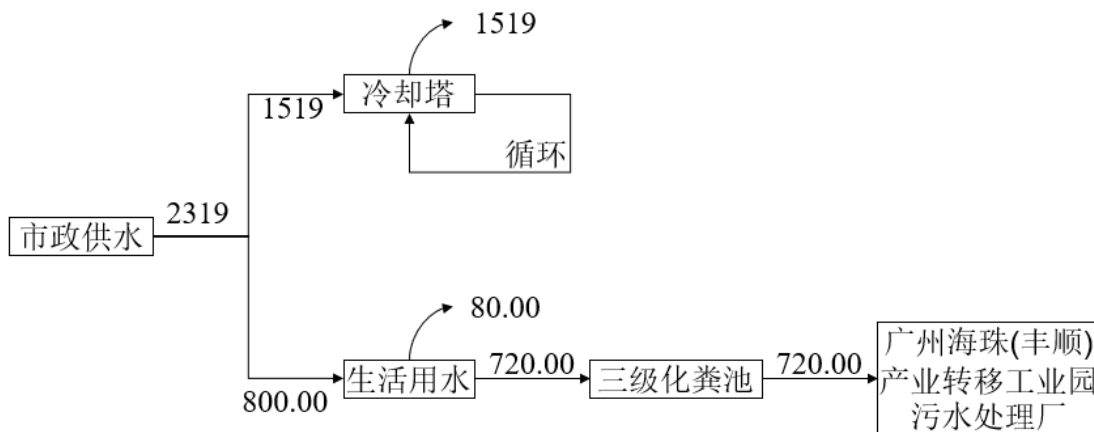 1519
冷却塔
1519
循环
2319
市政供水
80.00
生活用水
720.00
三级化粪池
720.00
800.00
广州海珠(丰顺)
产业转移工业园
污水处理厂